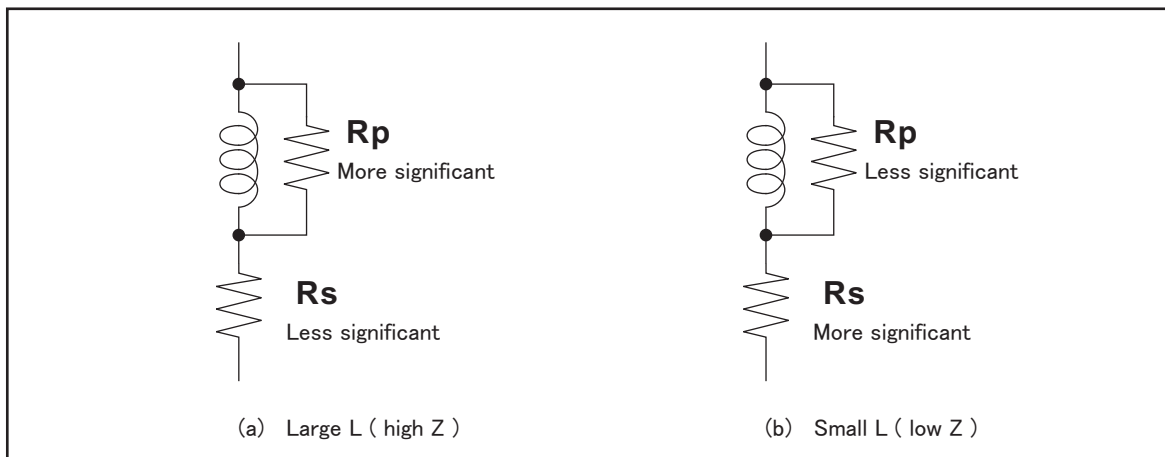 Rp
More significant
Rs
Less significant
(a) Large L ( high Z )
Rp
Less significant
Rs
More significant
(b) Small L ( low Z )